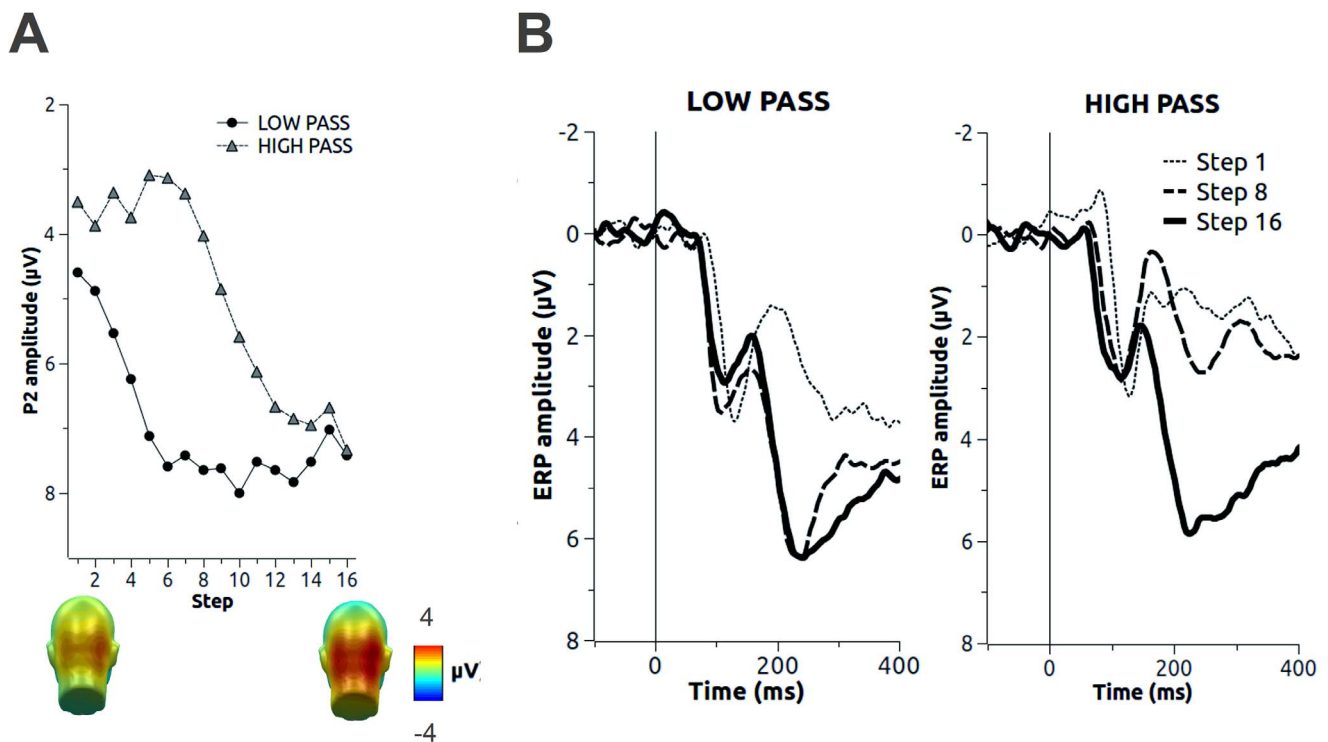 A
B
2
4
6
8
P2 amplitude (µV)
LOW PASS
HIGH PASS
2 4 6 8 10 12 14 16
Step
4
µV
-4
LOW PASS
-2
0
2
4
6
8
ERP amplitude (µV)
0 200 400
Time (ms)
HIGH PASS
Step 1
Step 8
Step 16
-2
0
2
4
6
8
ERP amplitude (µV)
0 200 400
Time (ms)